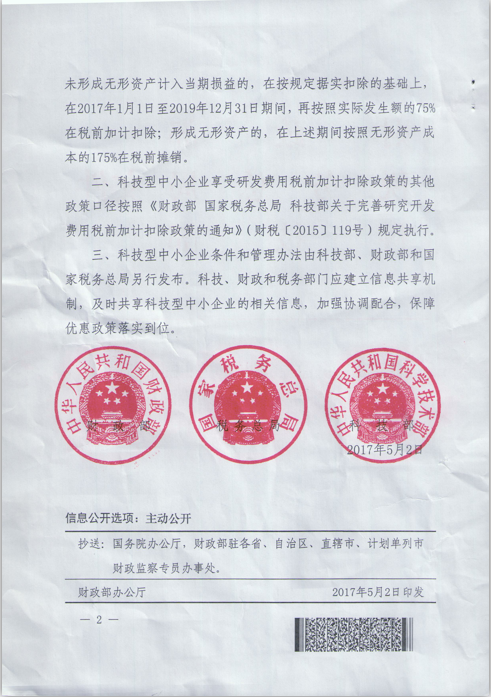 未形成无形资产计入当期损益的，在按规定据实扣除的基础上，
在2017年1月1日至2019年12月31日期间，再按照实际发生额的75%
在税前加计扣除；形成无形资产的，在上述期间按照无形资产成
本的175%在税前摊销。
二、科技型中小企业享受研发费用税前加计扣除政策的其他
政策口径按照《财政部 国家税务总局 科技部关于完善研究开发
费用税前加计扣除政策的通知》（财税〔2015〕119号）规定执行。
三、科技型中小企业条件和管理办法由科技部、财政部和国
家税务总局另行发布。科技、财政和税务部门应建立信息共享机
制，及时共享科技型中小企业的相关信息，加强协调配合，保障
优惠政策落实到位。
中华人民共和国财政部
国家税务总局
中华人民共和国科学技术部
税务总局
科技部
2017年5月2日
信息公开选项：主动公开
抄送：国务院办公厅，财政部驻各省、自治区、直辖市、计划单列市
财政监察专员办事处。
财政部办公厅 2017年5月2日印发
— 2 —